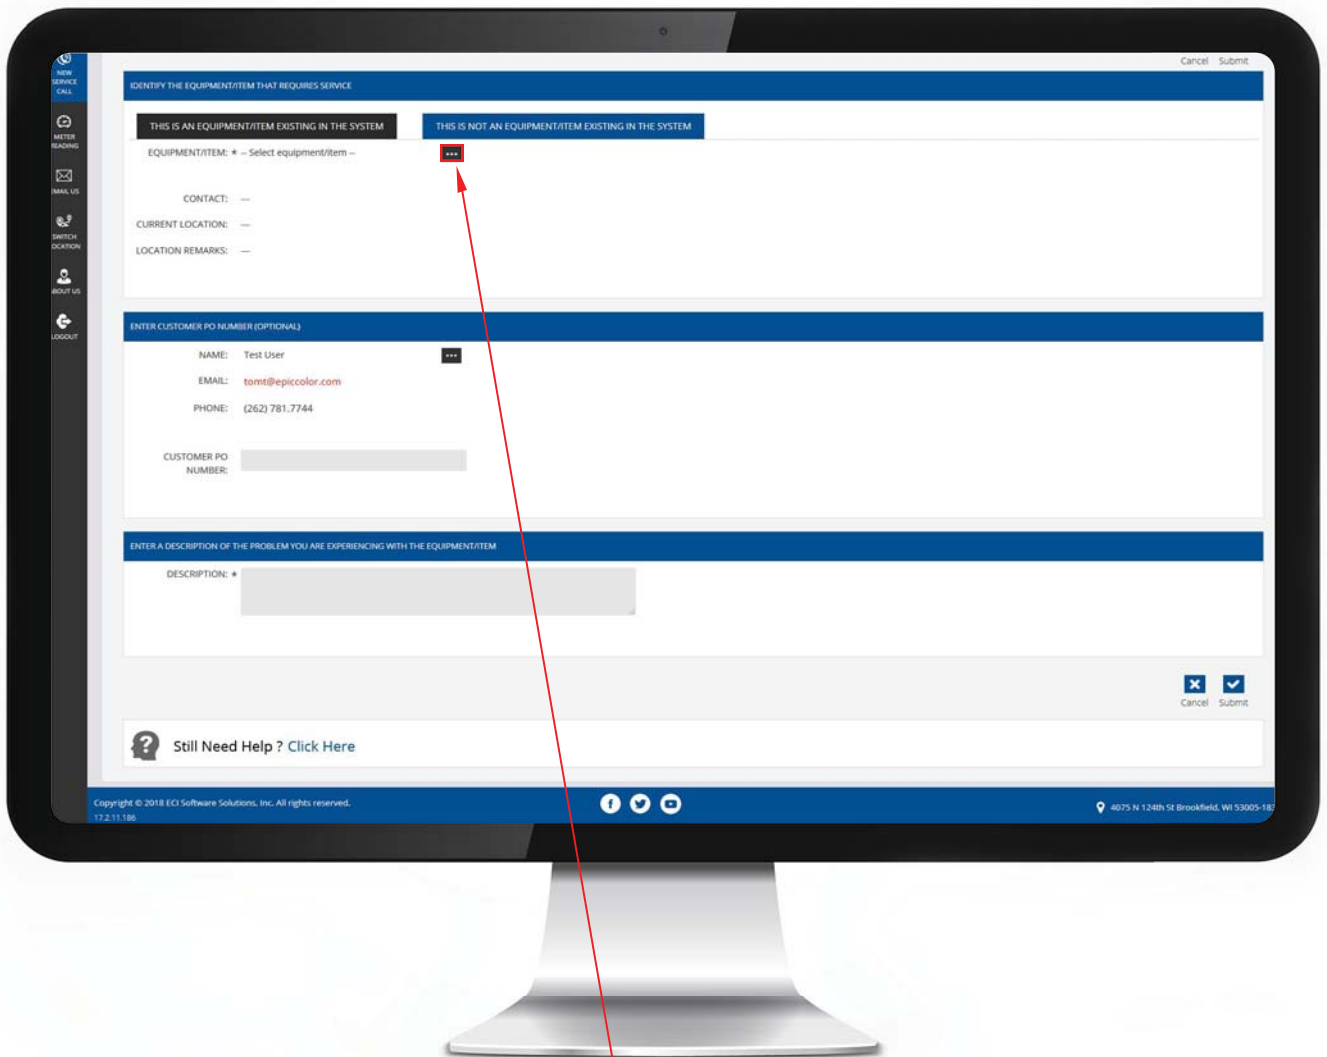 Cancel Submit
NEW
SERVICE
CALL
IDENTIFY THE EQUIPMENT/ITEM THAT REQUIRES SERVICE
THIS IS AN EQUIPMENT/ITEM EXISTING IN THE SYSTEM THIS IS NOT AN EQUIPMENT/ITEM EXISTING IN THE SYSTEM
METER
READING
EQUIPMENT/ITEM: * -- Select equipment/item --
EMAIL US
CONTACT: —
CURRENT LOCATION: —
SWITCH
LOCATION
LOCATION REMARKS: —
ABOUT US
LOGOUT
ENTER CUSTOMER PO NUMBER (OPTIONAL)
NAME: Test User
EMAIL: tomt@epiccolor.com
PHONE: (262) 781.7744
CUSTOMER PO
NUMBER:
ENTER A DESCRIPTION OF THE PROBLEM YOU ARE EXPERIENCING WITH THE EQUIPMENT/ITEM
DESCRIPTION: *
Cancel Submit
Still Need Help ? Click Here
Copyright © 2018 ECI Software Solutions, Inc. All rights reserved.
17.2.11.186
4075 N 124th St Brookfield, WI 53005-183